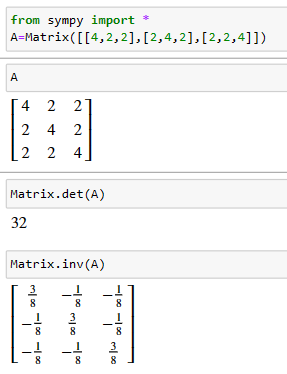 from sympy import *
A=Matrix([[4,2,2],[2,4,2],[2,2,4]])
A
4 2 2
2 4 2
2 2 4
Matrix.det(A)
32
Matrix.inv(A)
3/8 -1/8 -1/8
-1/8 3/8 -1/8
-1/8 -1/8 3/8